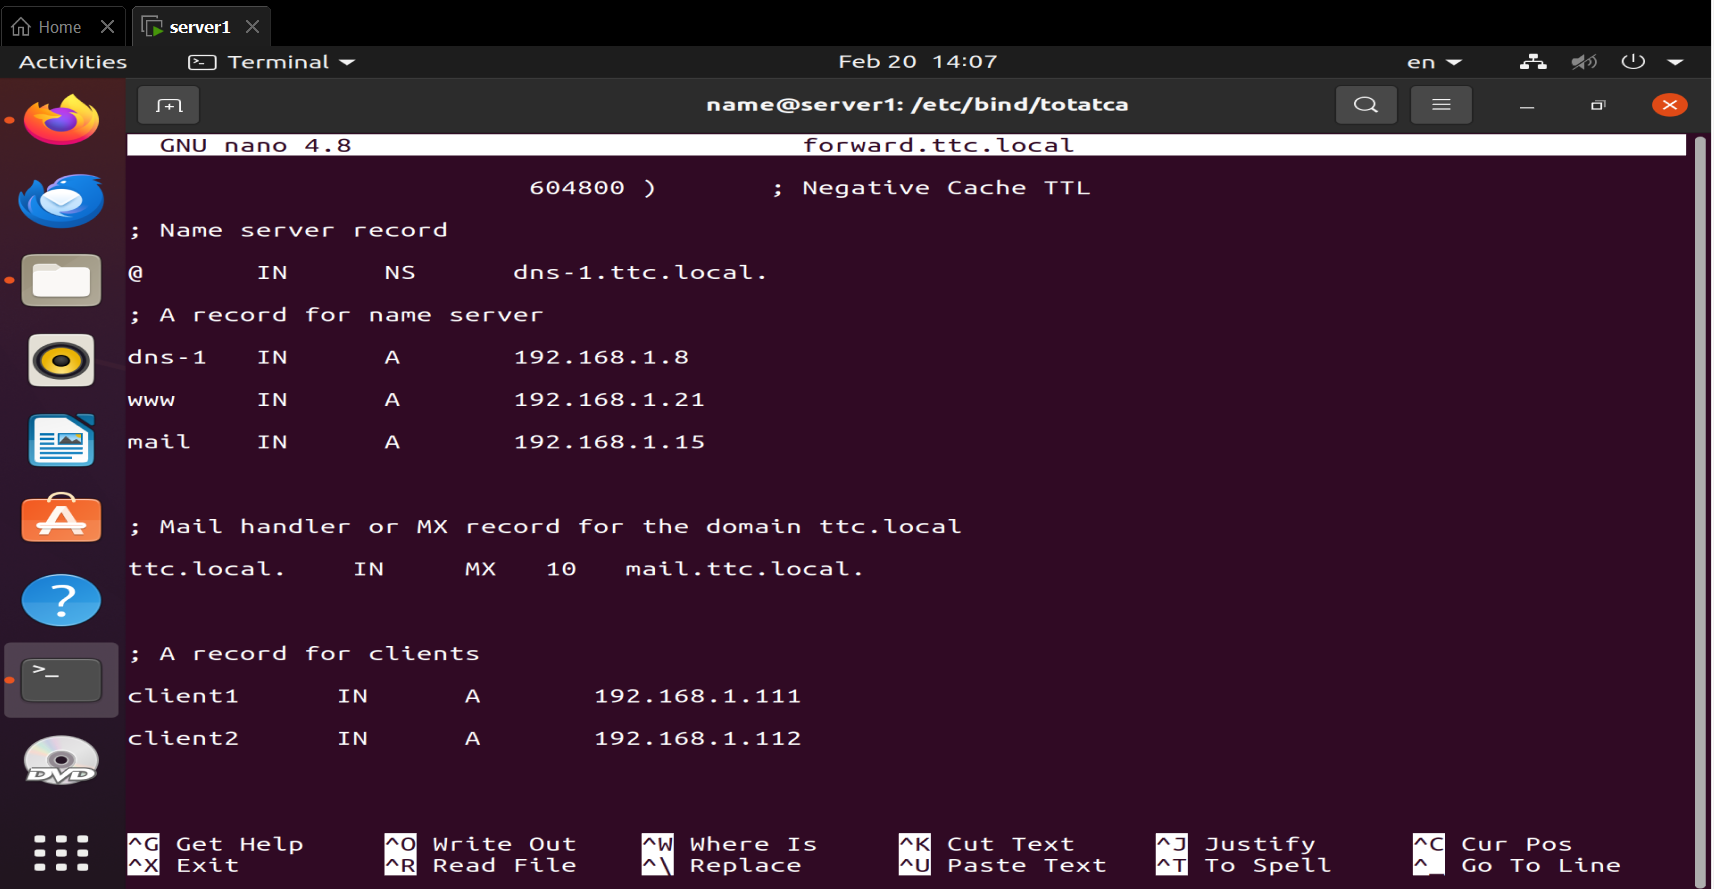 Home
server1
Activities Terminal Feb 20 14:07 en
name@server1: /etc/bind/totatca
GNU nano 4.8 forward.ttc.local
604800 ) ; Negative Cache TTL
; Name server record
@ IN NS dns-1.ttc.local.
; A record for name server
dns-1 IN A 192.168.1.8
www IN A 192.168.1.21
mail IN A 192.168.1.15
; Mail handler or MX record for the domain ttc.local
ttc.local. IN MX 10 mail.ttc.local.
; A record for clients
client1 IN A 192.168.1.111
client2 IN A 192.168.1.112
^G Get Help ^O Write Out ^W Where Is ^K Cut Text ^J Justify ^C Cur Pos
^X Exit ^R Read File ^\ Replace ^U Paste Text ^T To Spell ^_ Go To Line
DVD